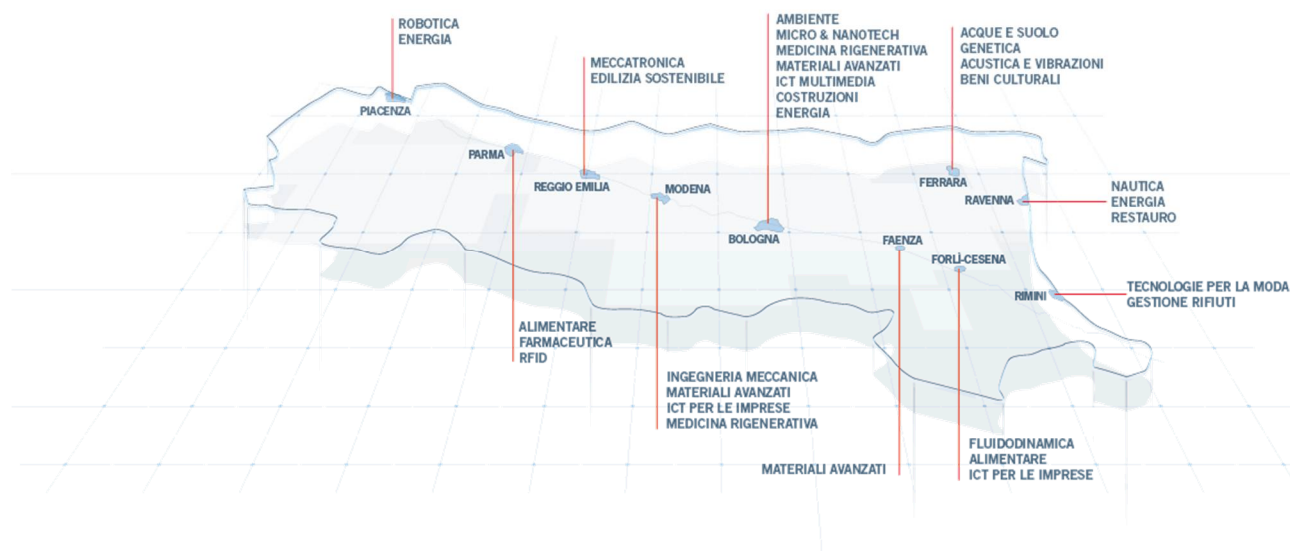 ROBOTICA
ENERGIA
PIACENZA
MECCATRONICA
EDILIZIA SOSTENIBILE
AMBIENTE
MICRO & NANOTECH
MEDICINA RIGENERATIVA
MATERIALI AVANZATI
ICT MULTIMEDIA
COSTRUZIONI
ENERGIA
ACQUE E SUOLO
GENETICA
ACUSTICA E VIBRAZIONI
BENI CULTURALI
PARMA
REGGIO EMILIA
MODENA
BOLOGNA
FERRARA
RAVENNA
NAUTICA
ENERGIA
RESTAURO
FAENZA
FORLÌ-CESENA
RIMINI
TECNOLOGIE PER LA MODA
GESTIONE RIFIUTI
ALIMENTARE
FARMACEUTICA
RFID
INGEGNERIA MECCANICA
MATERIALI AVANZATI
ICT PER LE IMPRESE
MEDICINA RIGENERATIVA
MATERIALI AVANZATI
FLUIDODINAMICA
ALIMENTARE
ICT PER LE IMPRESE